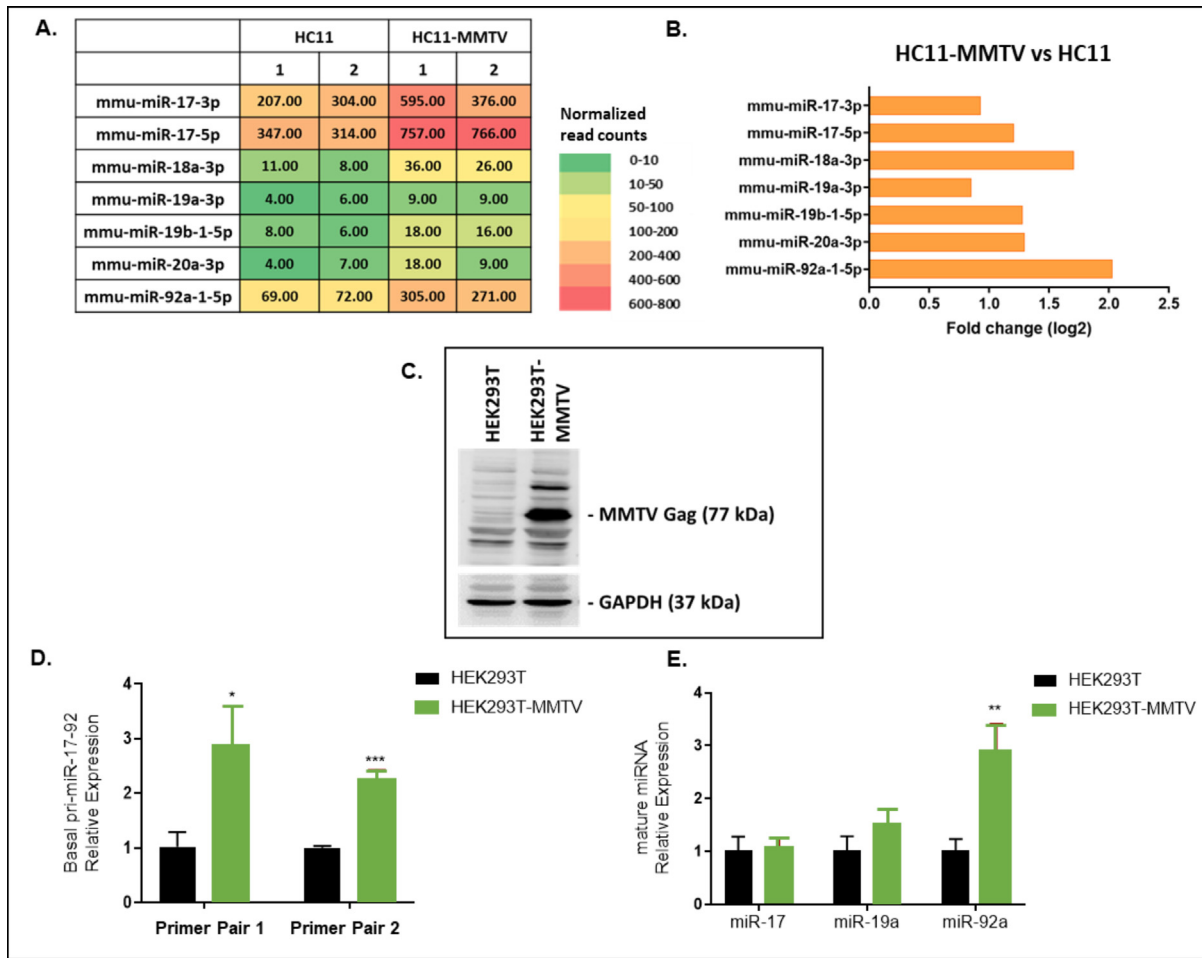 A.
HC11 HC11-MMTV
1 2 1 2
mmu-miR-17-3p 207.00 304.00 595.00 376.00
mmu-miR-17-5p 347.00 314.00 757.00 766.00
mmu-miR-18a-3p 11.00 8.00 36.00 26.00
mmu-miR-19a-3p 4.00 6.00 9.00 9.00
mmu-miR-19b-1-5p 8.00 6.00 18.00 16.00
mmu-miR-20a-3p 4.00 7.00 18.00 9.00
mmu-miR-92a-1-5p 69.00 72.00 305.00 271.00
Normalized
read counts
0-10
10-50
50-100
100-200
200-400
400-600
600-800
B.
HC11-MMTV vs HC11
mmu-miR-17-3p
mmu-miR-17-5p
mmu-miR-18a-3p
mmu-miR-19a-3p
mmu-miR-19b-1-5p
mmu-miR-20a-3p
mmu-miR-92a-1-5p
0.0 0.5 1.0 1.5 2.0 2.5
Fold change (log2)
C.
HEK293T
HEK293T-
MMTV
- MMTV Gag (77 kDa)
- GAPDH (37 kDa)
D.
HEK293T
HEK293T-MMTV
Basal pri-miR-17-92
Relative Expression
4
3
2
1
0
*
***
Primer Pair 1 Primer Pair 2
E.
HEK293T
HEK293T-MMTV
mature miRNA
Relative Expression
4
3
2
1
0
**
miR-17 miR-19a miR-92a